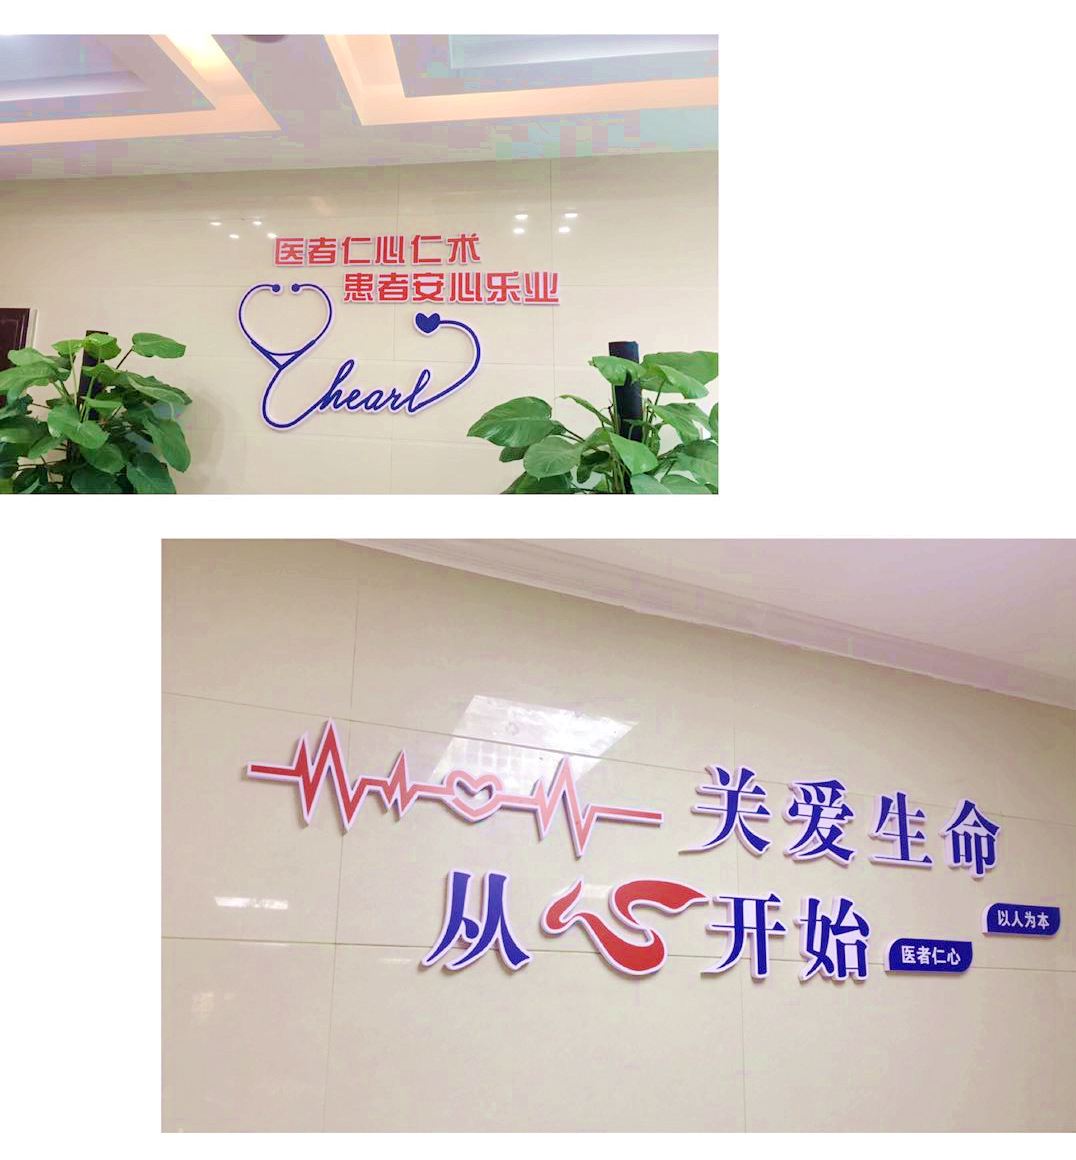 医者仁心仁术
患者安心乐业
hearl
关爱生命
从心开始
以人为本
医者仁心